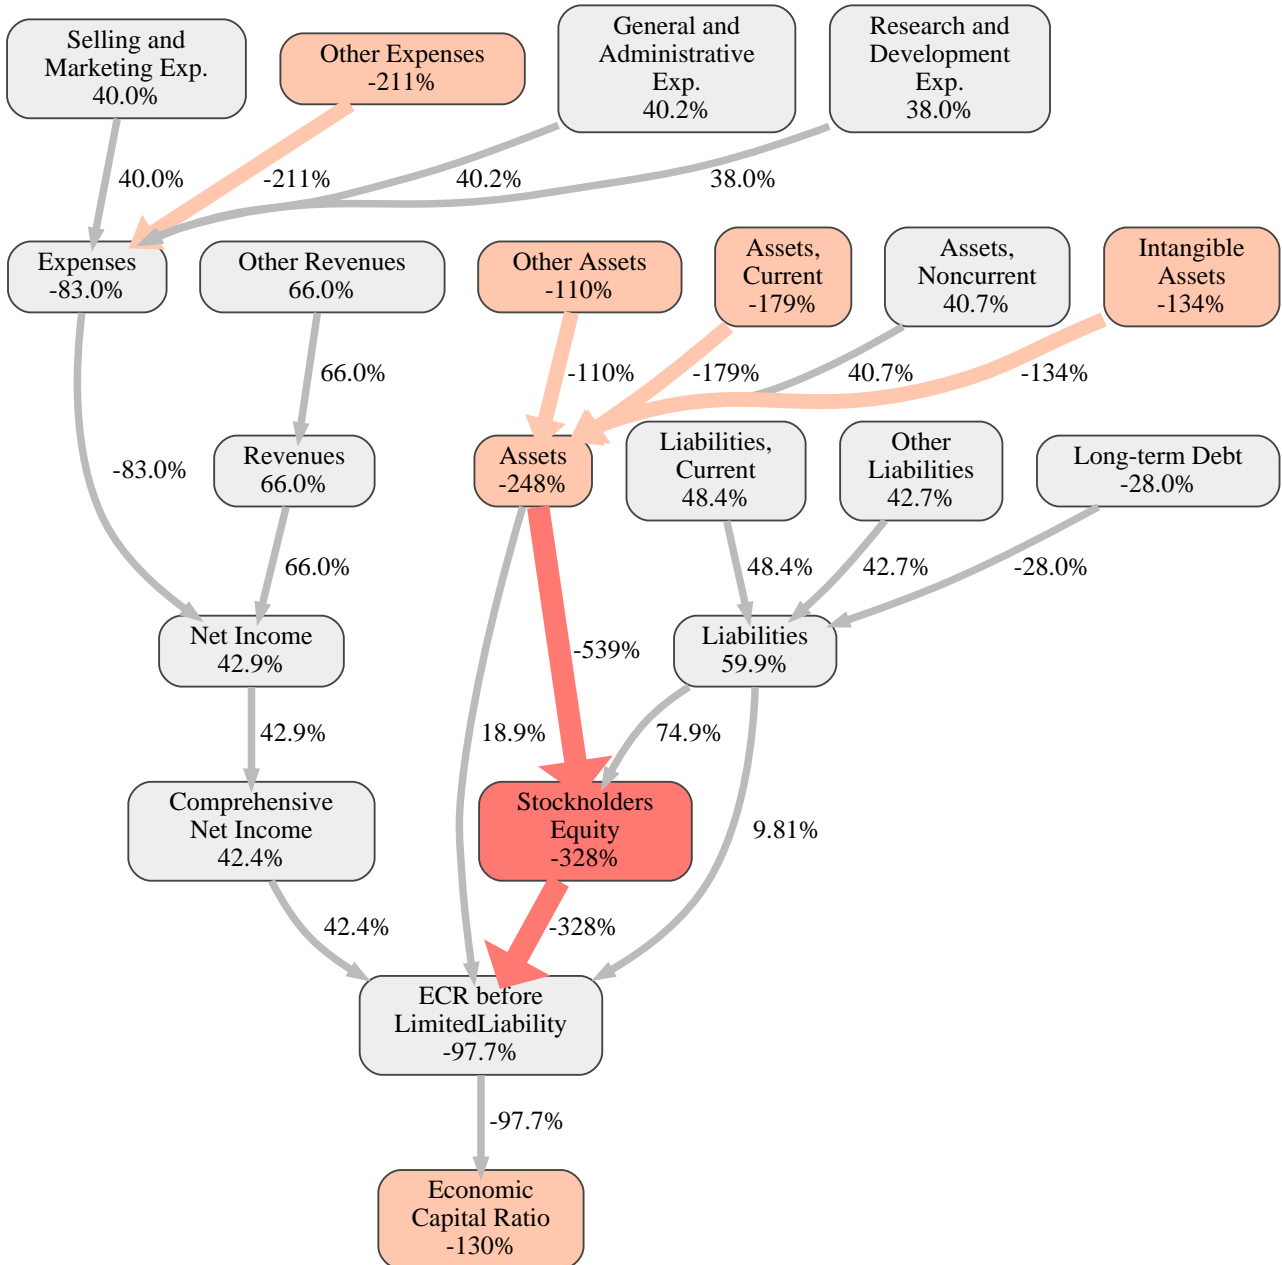 Selling and
Marketing Exp.
40.0%
Other Expenses
-211%
General and
Administrative
Exp.
40.2%
Research and
Development
Exp.
38.0%
40.0%
-211%
40.2%
38.0%
Expenses
-83.0%
Other Revenues
66.0%
Other Assets
-110%
Assets,
Current
-179%
Assets,
Noncurrent
40.7%
Intangible
Assets
-134%
66.0%
-110%
-179%
40.7%
-134%
-83.0%
Revenues
66.0%
Assets
-248%
Liabilities,
Current
48.4%
Other
Liabilities
42.7%
Long-term Debt
-28.0%
66.0%
48.4%
42.7%
-28.0%
Net Income
42.9%
-539%
Liabilities
59.9%
42.9%
18.9%
74.9%
Comprehensive
Net Income
42.4%
Stockholders
Equity
-328%
9.81%
42.4%
-328%
ECR before
LimitedLiability
-97.7%
-97.7%
Economic
Capital Ratio
-130%